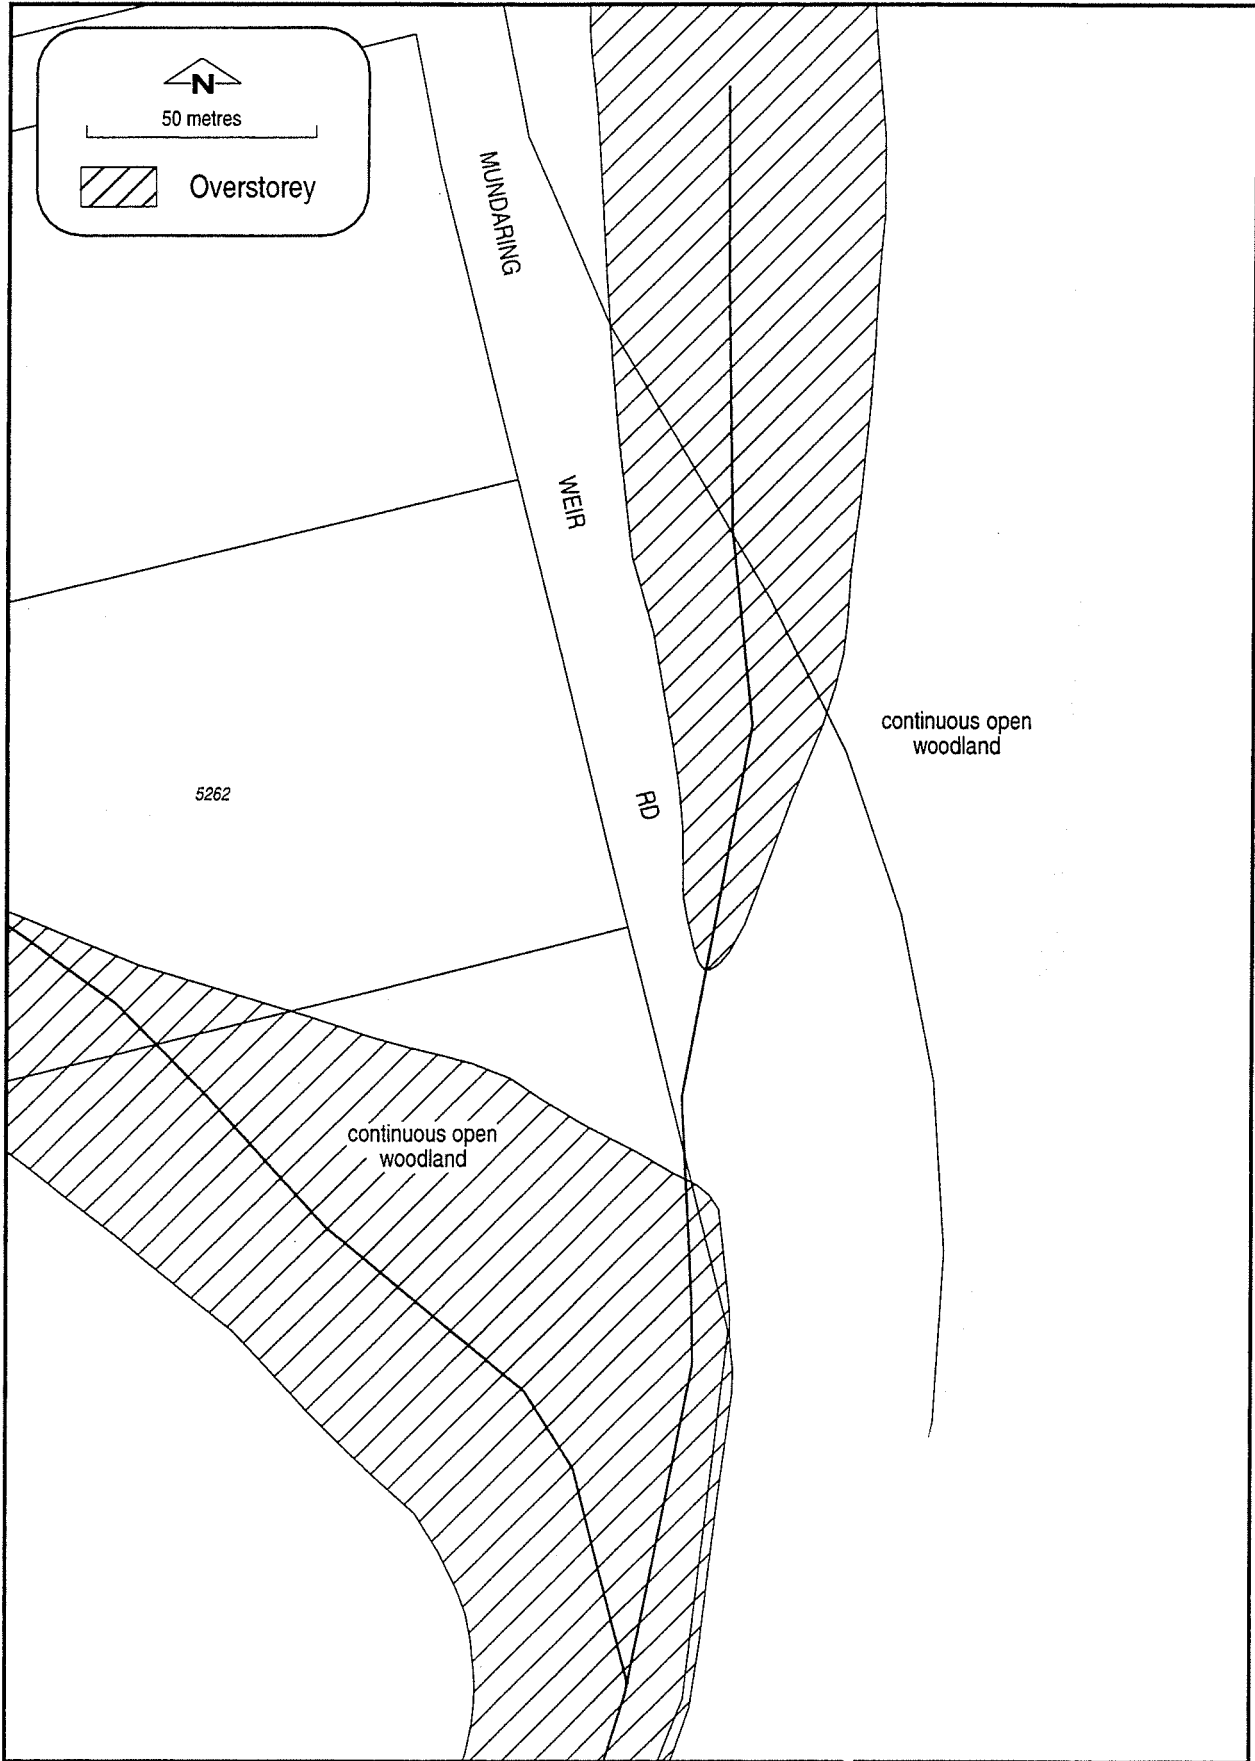 N
50 metres
Overstorey
MUNDARING
WEIR
RD
continuous open
woodland
5262
continuous open
woodland